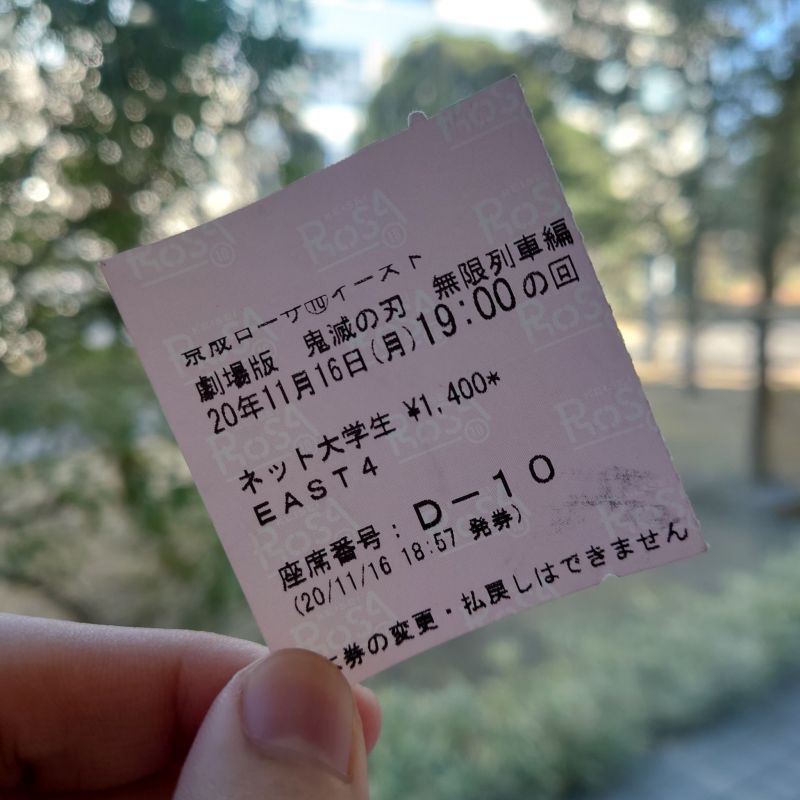 京成ローザ⑩イースト
劇場版 鬼滅の刃 無限列車編
20年11月16日(月)19:00の回
ネット大学生 ¥1,400*
EAST4
座席番号: D-10
(20/11/16 18:57 発券)
券の変更・払戻しはできません
ROSA